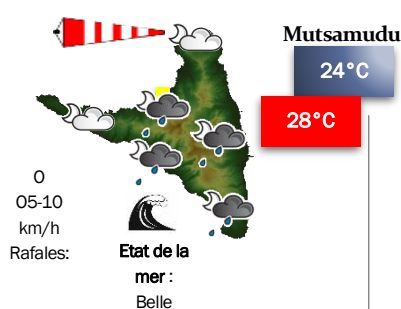 Mutsamudu
24°C
28°C
O
05-10
km/h
Rafales:
Etat de la
mer :
Belle